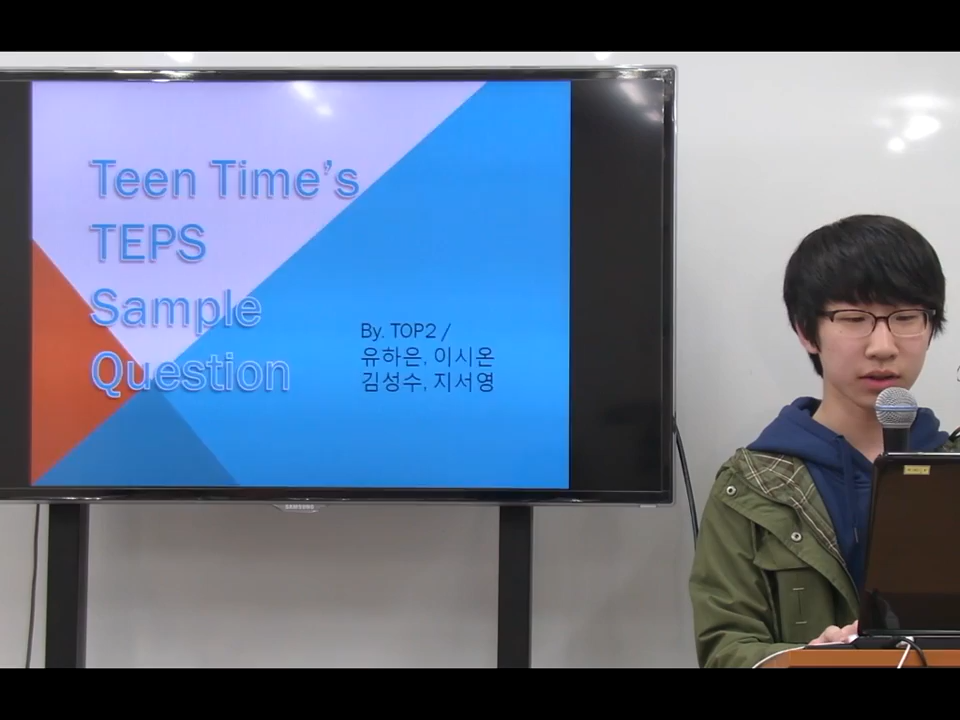 Teen Time's
TEPS
Sample
Question
By. TOP2 /
유하은, 이시온
김성수, 지서영
SAMSUNG